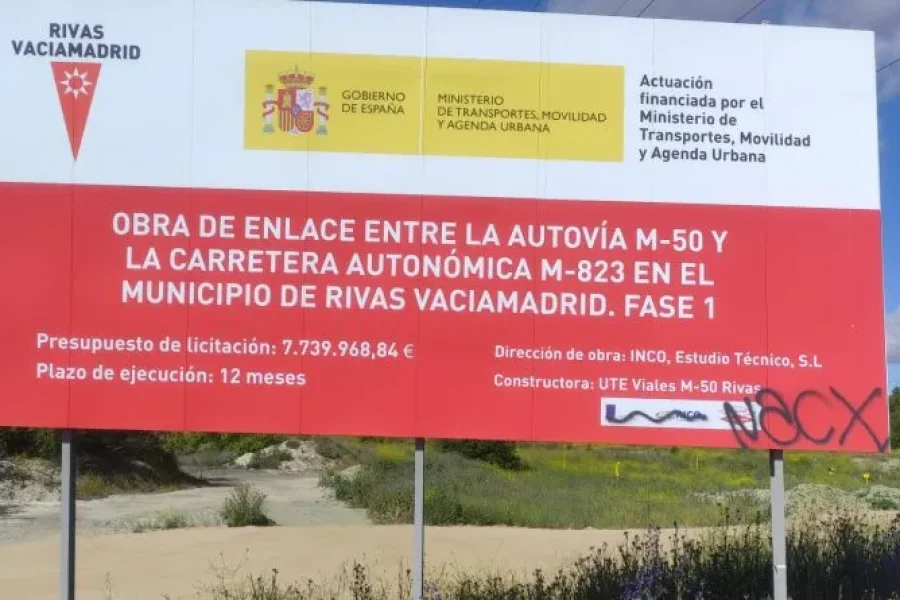 RIVAS
VACIAMADRID
GOBIERNO
DE ESPAÑA
MINISTERIO
DE TRANSPORTES, MOVILIDAD
Y AGENDA URBANA
Actuación
financiada por el
Ministerio de
Transportes, Movilidad
y Agenda Urbana
OBRA DE ENLACE ENTRE LA AUTOVÍA M-50 Y
LA CARRETERA AUTONÓMICA M-823 EN EL
MUNICIPIO DE RIVAS VACIAMADRID. FASE 1
Presupuesto de licitación: 7.739.968,84 €
Plazo de ejecución: 12 meses
Dirección de obra: INCO, Estudio Técnico, S.L
Constructora: UTE Viales M-50 Rivas
NACX